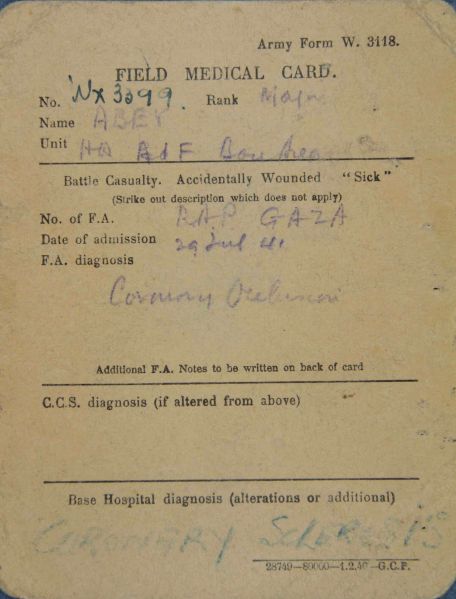 Army Form W. 3118.
FIELD MEDICAL CARD.
No. Nx3399. Rank Major
Name ABEY
Unit HQ AIF Base Area
Battle Casualty. Accidentally Wounded "Sick"
(Strike out description which does not apply)
No. of F.A. RAP GAZA
Date of admission 29 Jul 41
F.A. diagnosis
Coronary Occlusion
Additional F.A. Notes to be written on back of card
C.C.S. diagnosis (if altered from above)
Base Hospital diagnosis (alterations or additional)
CORONARY SCLEROSIS
28749—80000—1.2.40—G.C.P.